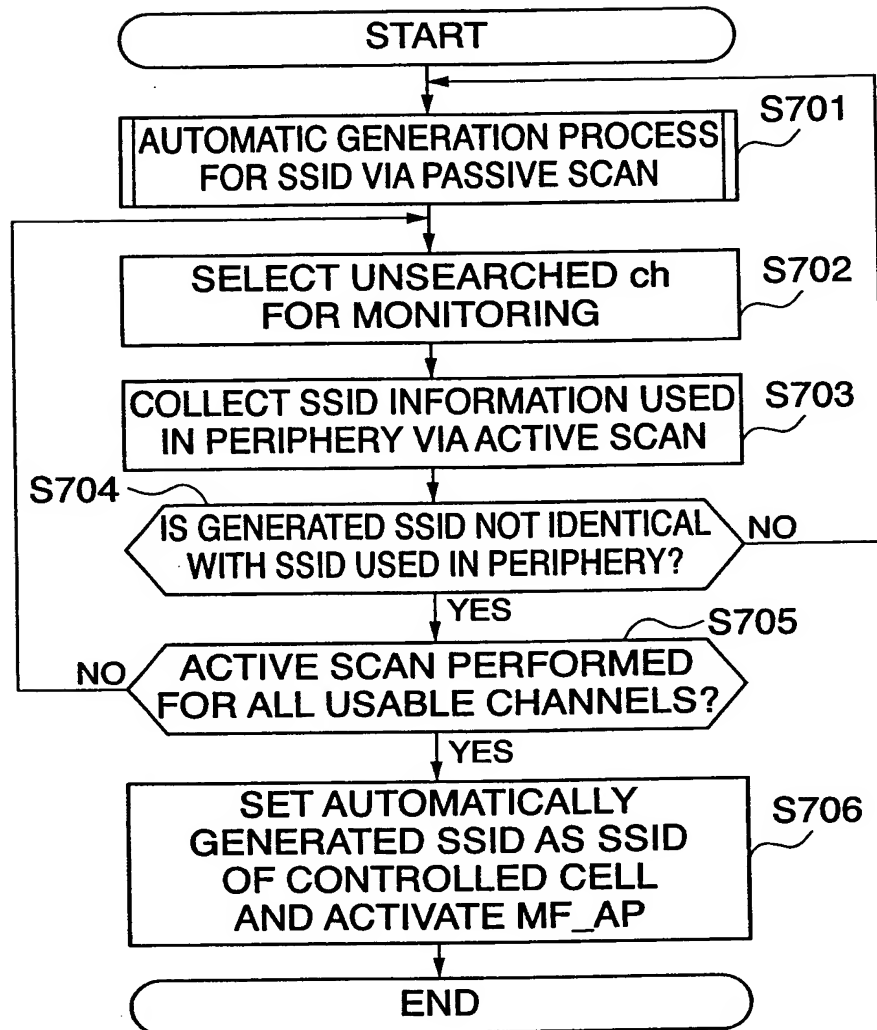 START
S701
AUTOMATIC GENERATION PROCESS
FOR SSID VIA PASSIVE SCAN
S702
SELECT UNSEARCHED ch
FOR MONITORING
S703
COLLECT SSID INFORMATION USED
IN PERIPHERY VIA ACTIVE SCAN
S704
IS GENERATED SSID NOT IDENTICAL
WITH SSID USED IN PERIPHERY?
NO
YES
S705
NO
ACTIVE SCAN PERFORMED
FOR ALL USABLE CHANNELS?
YES
S706
SET AUTOMATICALLY
GENERATED SSID AS SSID
OF CONTROLLED CELL
AND ACTIVATE MF_AP
END